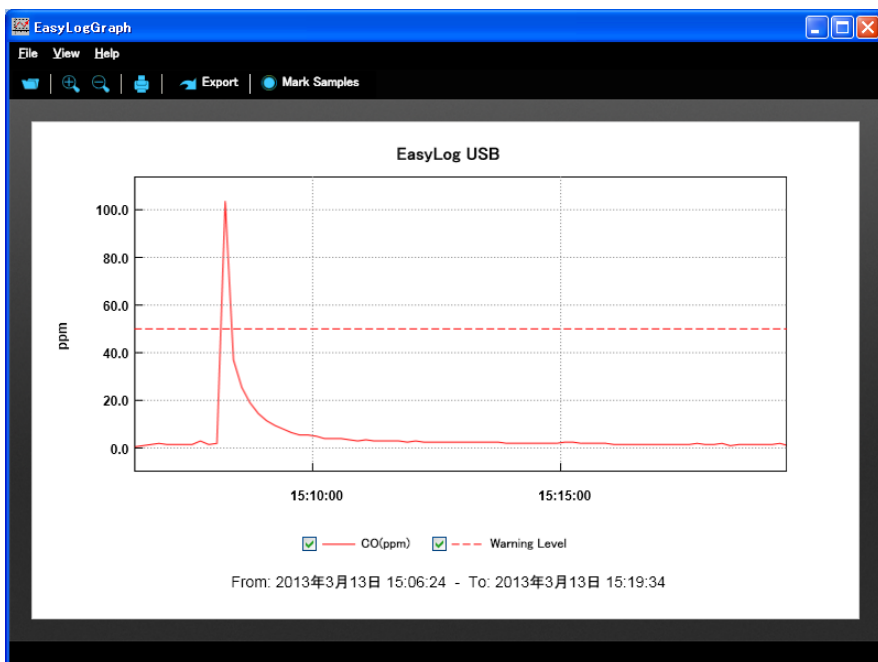 EasyLogGraph
File View Help
Export Mark Samples
EasyLog USB
ppm
100.0
80.0
60.0
40.0
20.0
0.0
15:10:00 15:15:00
CO(ppm) Warning Level
From: 2013年3月13日 15:06:24 - To: 2013年3月13日 15:19:34